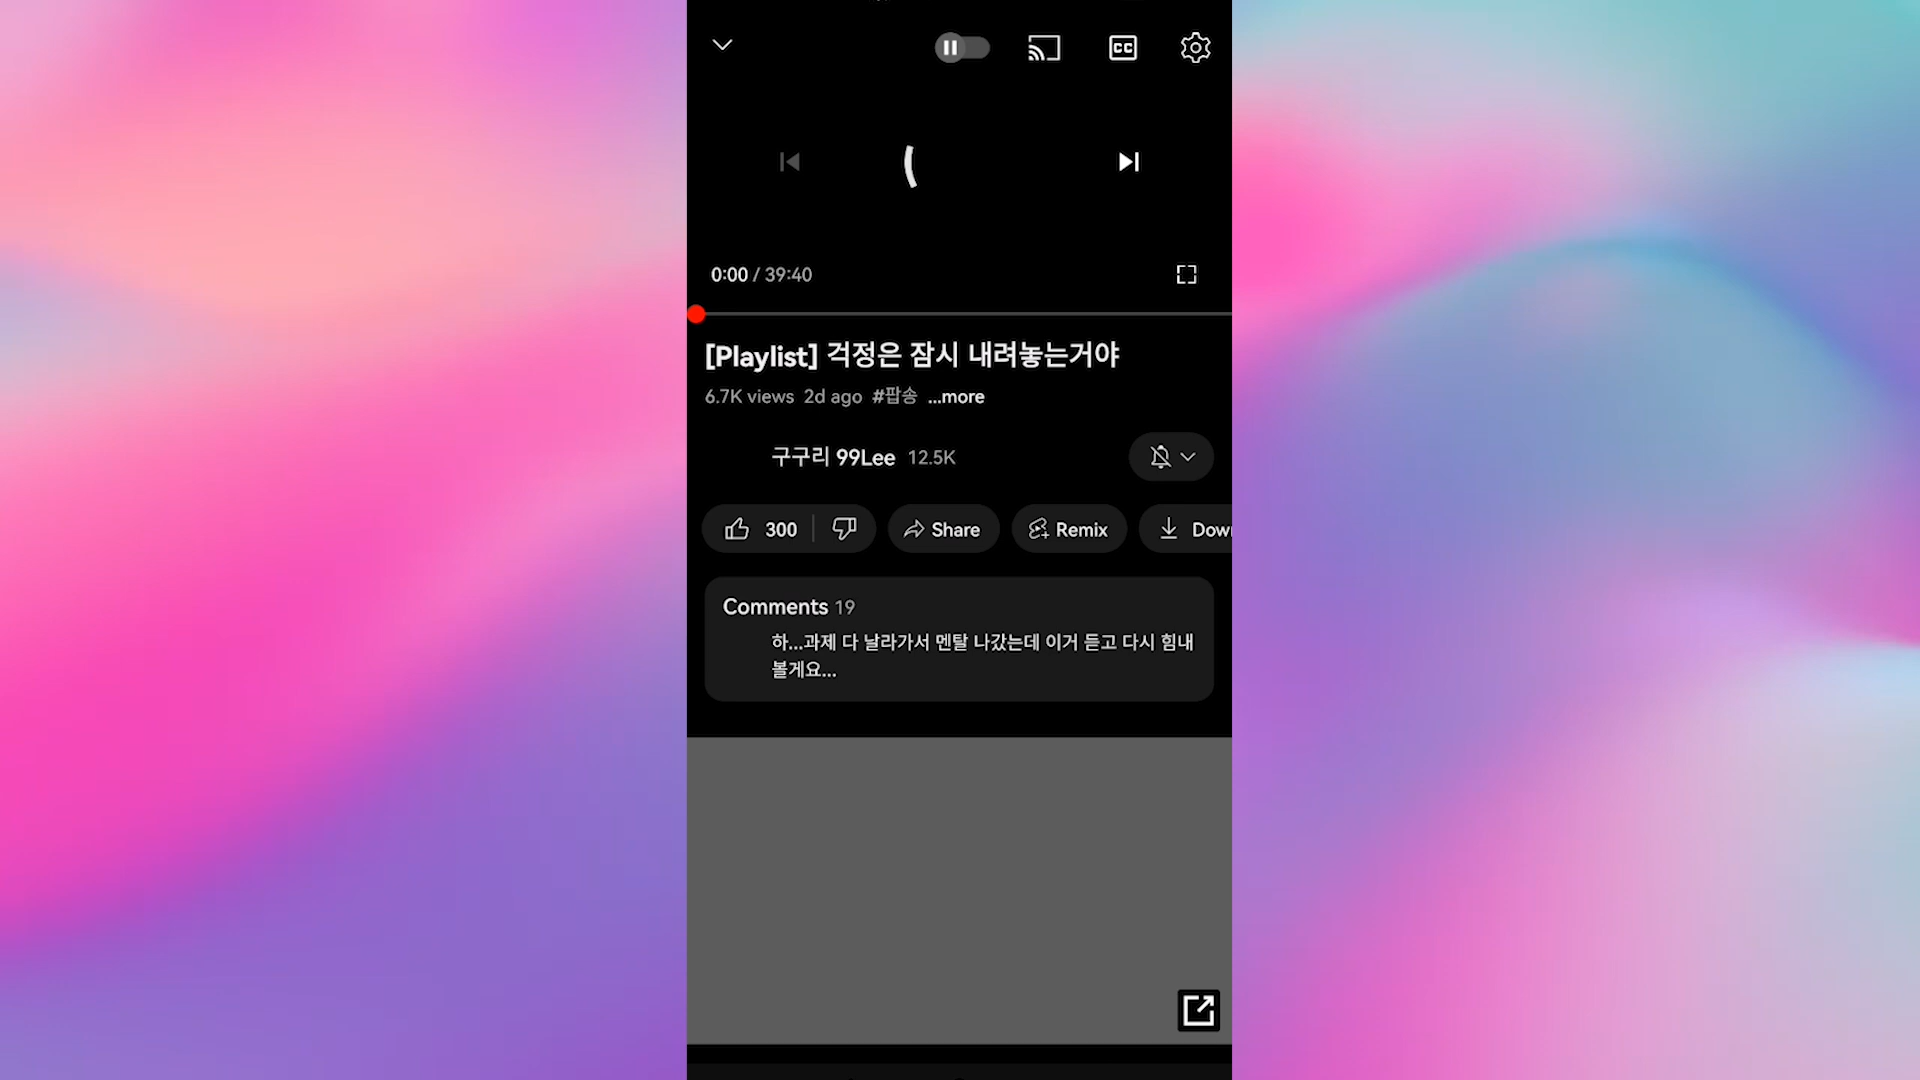 CC
0:00 / 39:40
[Playlist] 걱정은 잠시 내려놓는거야
6.7K views 2d ago #팝송 ...more
구구리 99Lee 12.5K
300 Share Remix Dow
Comments 19
하...과제 다 날라가서 멘탈 나갔는데 이거 듣고 다시 힘내
볼게요...